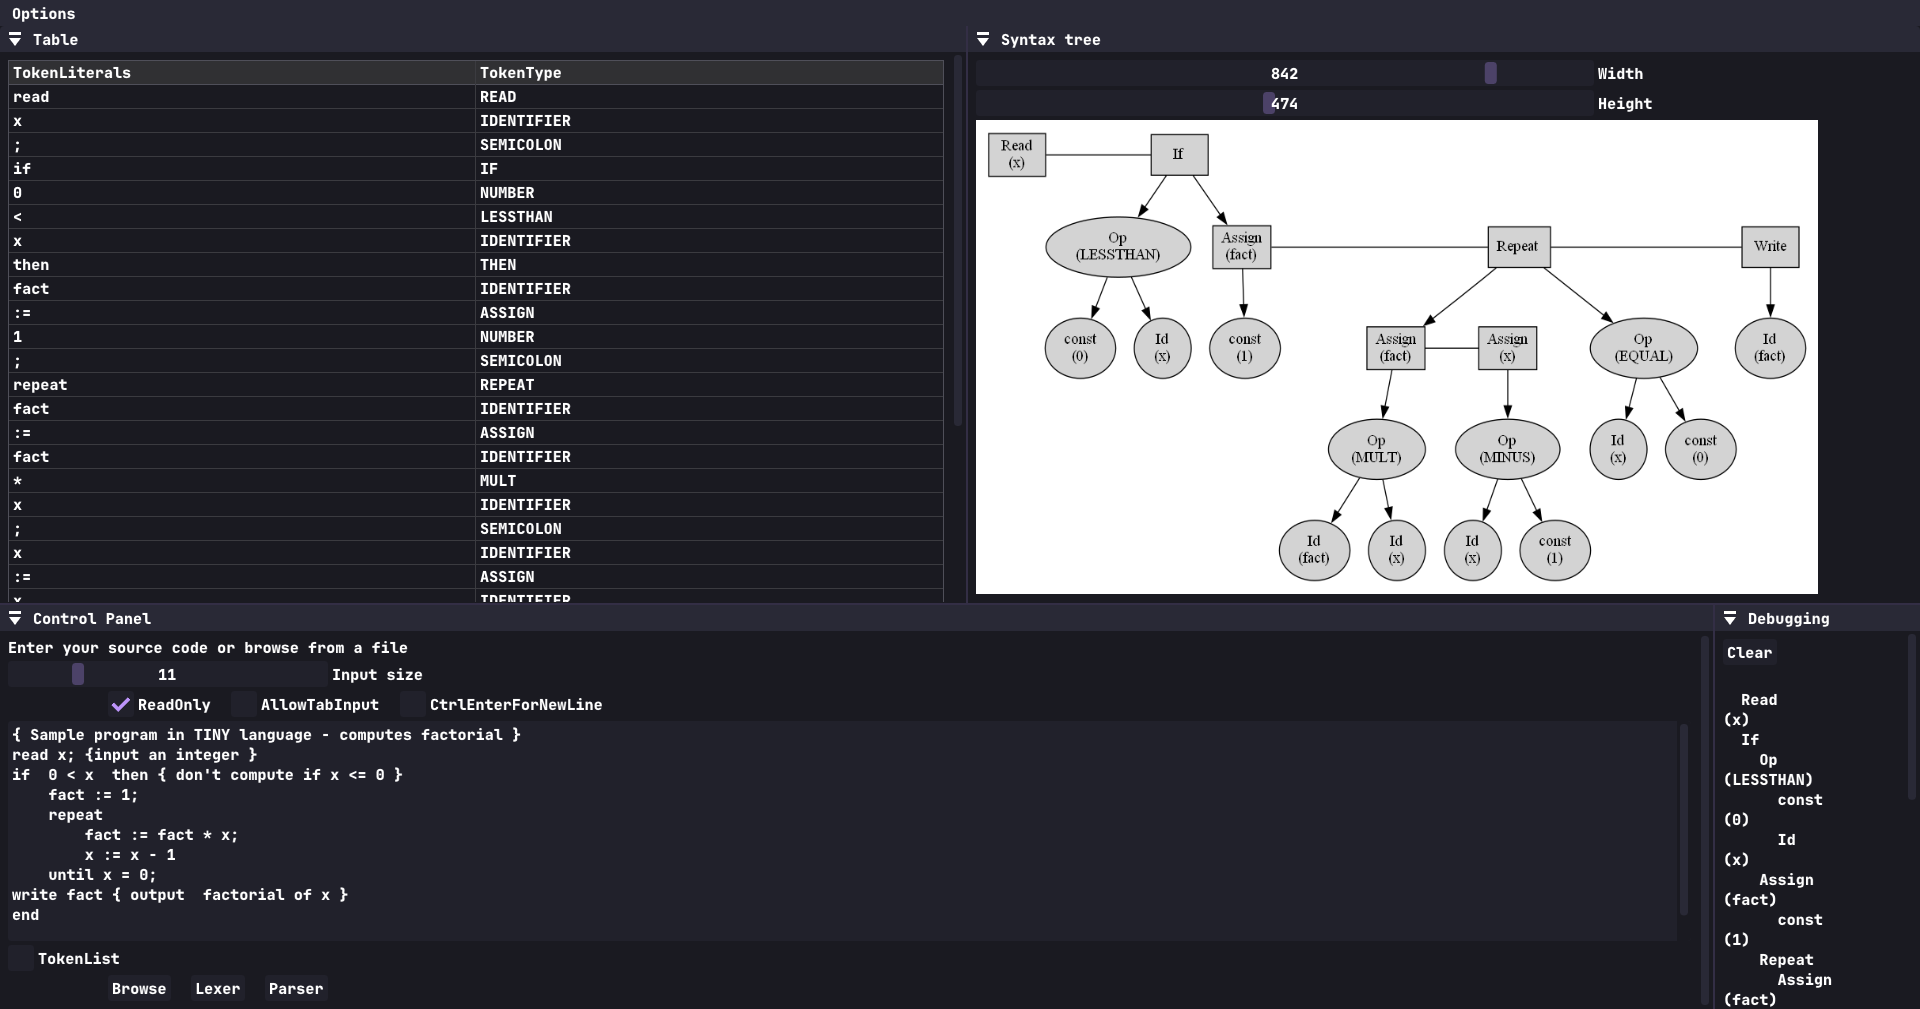 Options
Table
TokenLiterals TokenType
read READ
x IDENTIFIER
; SEMICOLON
if IF
0 NUMBER
< LESSTHAN
x IDENTIFIER
then THEN
fact IDENTIFIER
:= ASSIGN
1 NUMBER
; SEMICOLON
repeat REPEAT
fact IDENTIFIER
:= ASSIGN
fact IDENTIFIER
* MULT
x IDENTIFIER
; SEMICOLON
x IDENTIFIER
:= ASSIGN
x IDENTIFIER
Syntax tree
842 Width
474 Height
Read
(x)
If
Op
(LESSTHAN)
Assign
(fact)
Repeat
Write
const
(0)
Id
(x)
const
(1)
Assign
(fact)
Assign
(x)
Op
(EQUAL)
Id
(fact)
Op
(MULT)
Op
(MINUS)
Id
(x)
const
(0)
Id
(fact)
Id
(x)
Id
(x)
const
(1)
Control Panel
Enter your source code or browse from a file
11 Input size
ReadOnly AllowTabInput CtrlEnterForNewLine
{ Sample program in TINY language - computes factorial }
read x; {input an integer }
if  0 < x  then { don't compute if x <= 0 }
    fact := 1;
    repeat
        fact := fact * x;
        x := x - 1
    until x = 0;
write fact { output  factorial of x }
end
TokenList
Browse Lexer Parser
Debugging
Clear
Read
(x)
If
Op
(LESSTHAN)
const
(0)
Id
(x)
Assign
(fact)
const
(1)
Repeat
Assign
(fact)